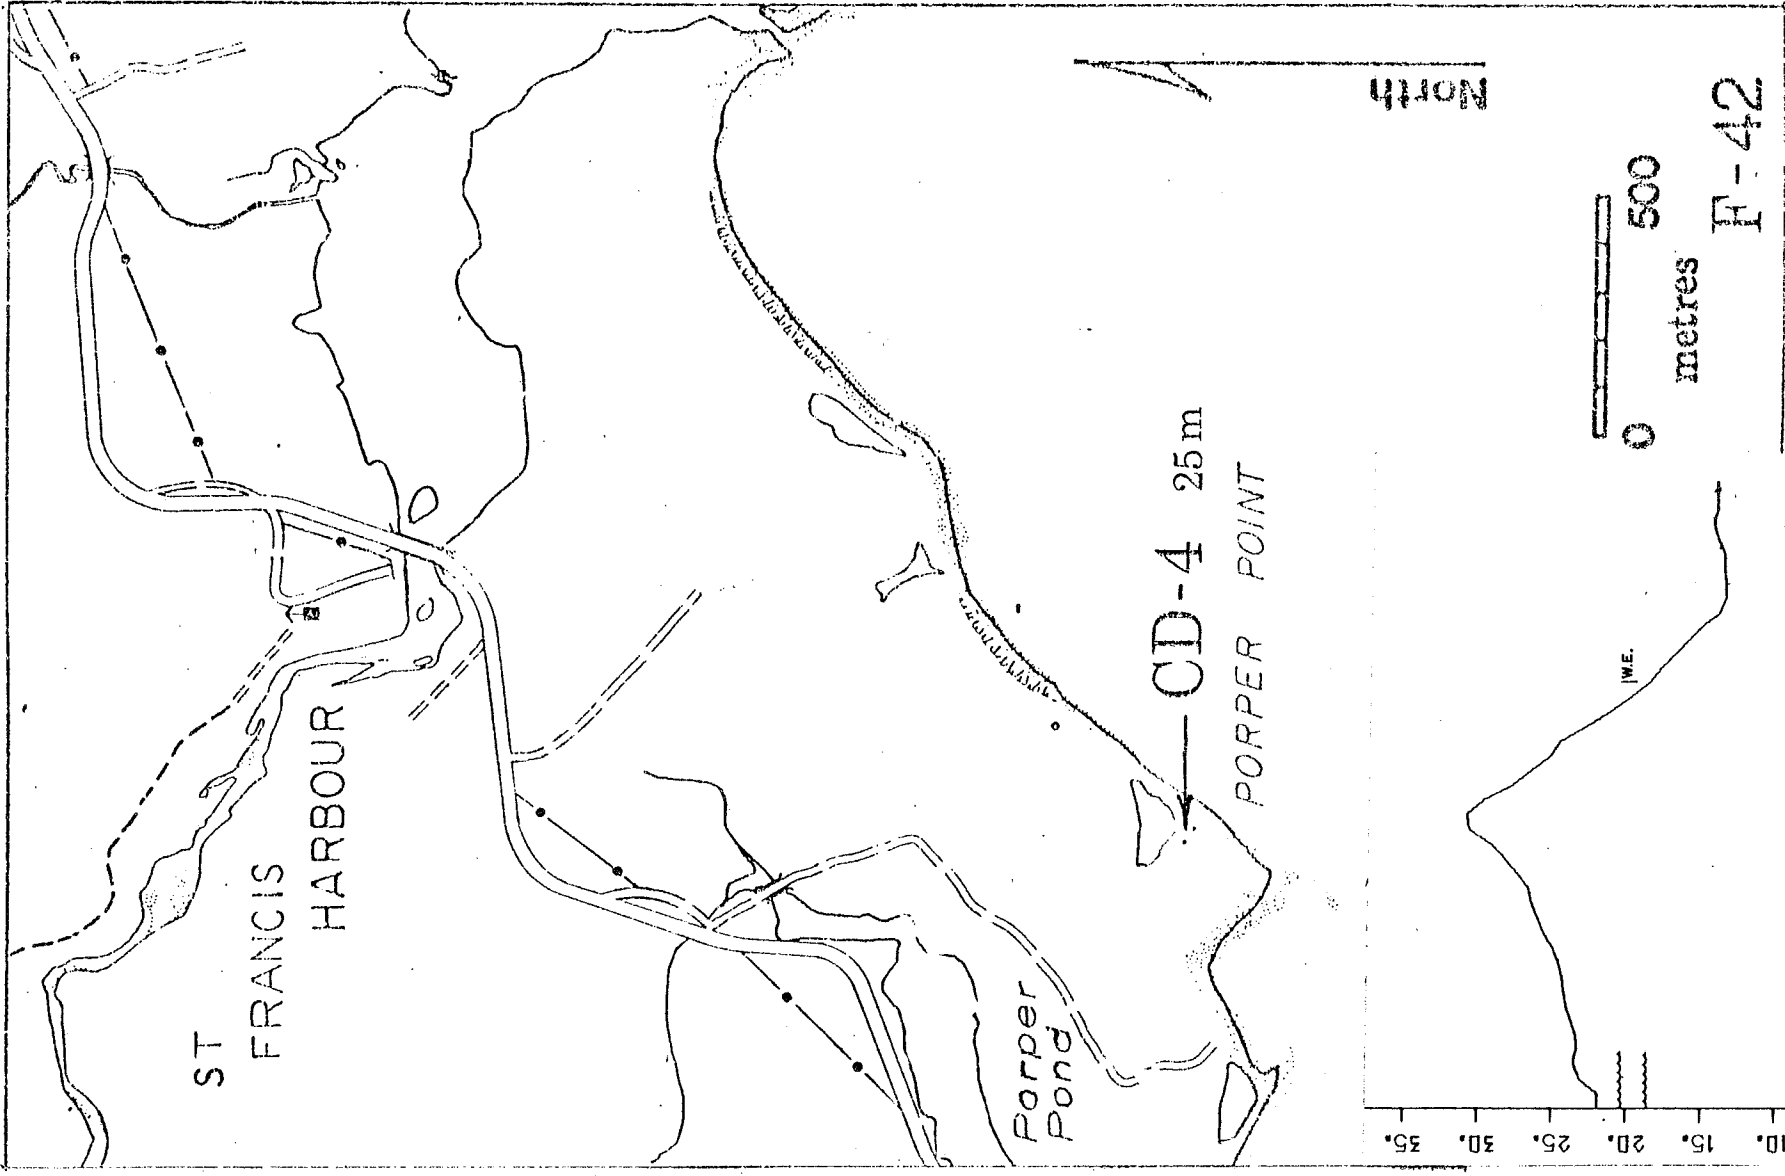 ST
FRANCIS
HARBOUR
Porper
Pond
CD-4 25m
PORPER POINT
North
0 500
metres
F-42
W.E.
35.
30.
25.
20.
15.
10.